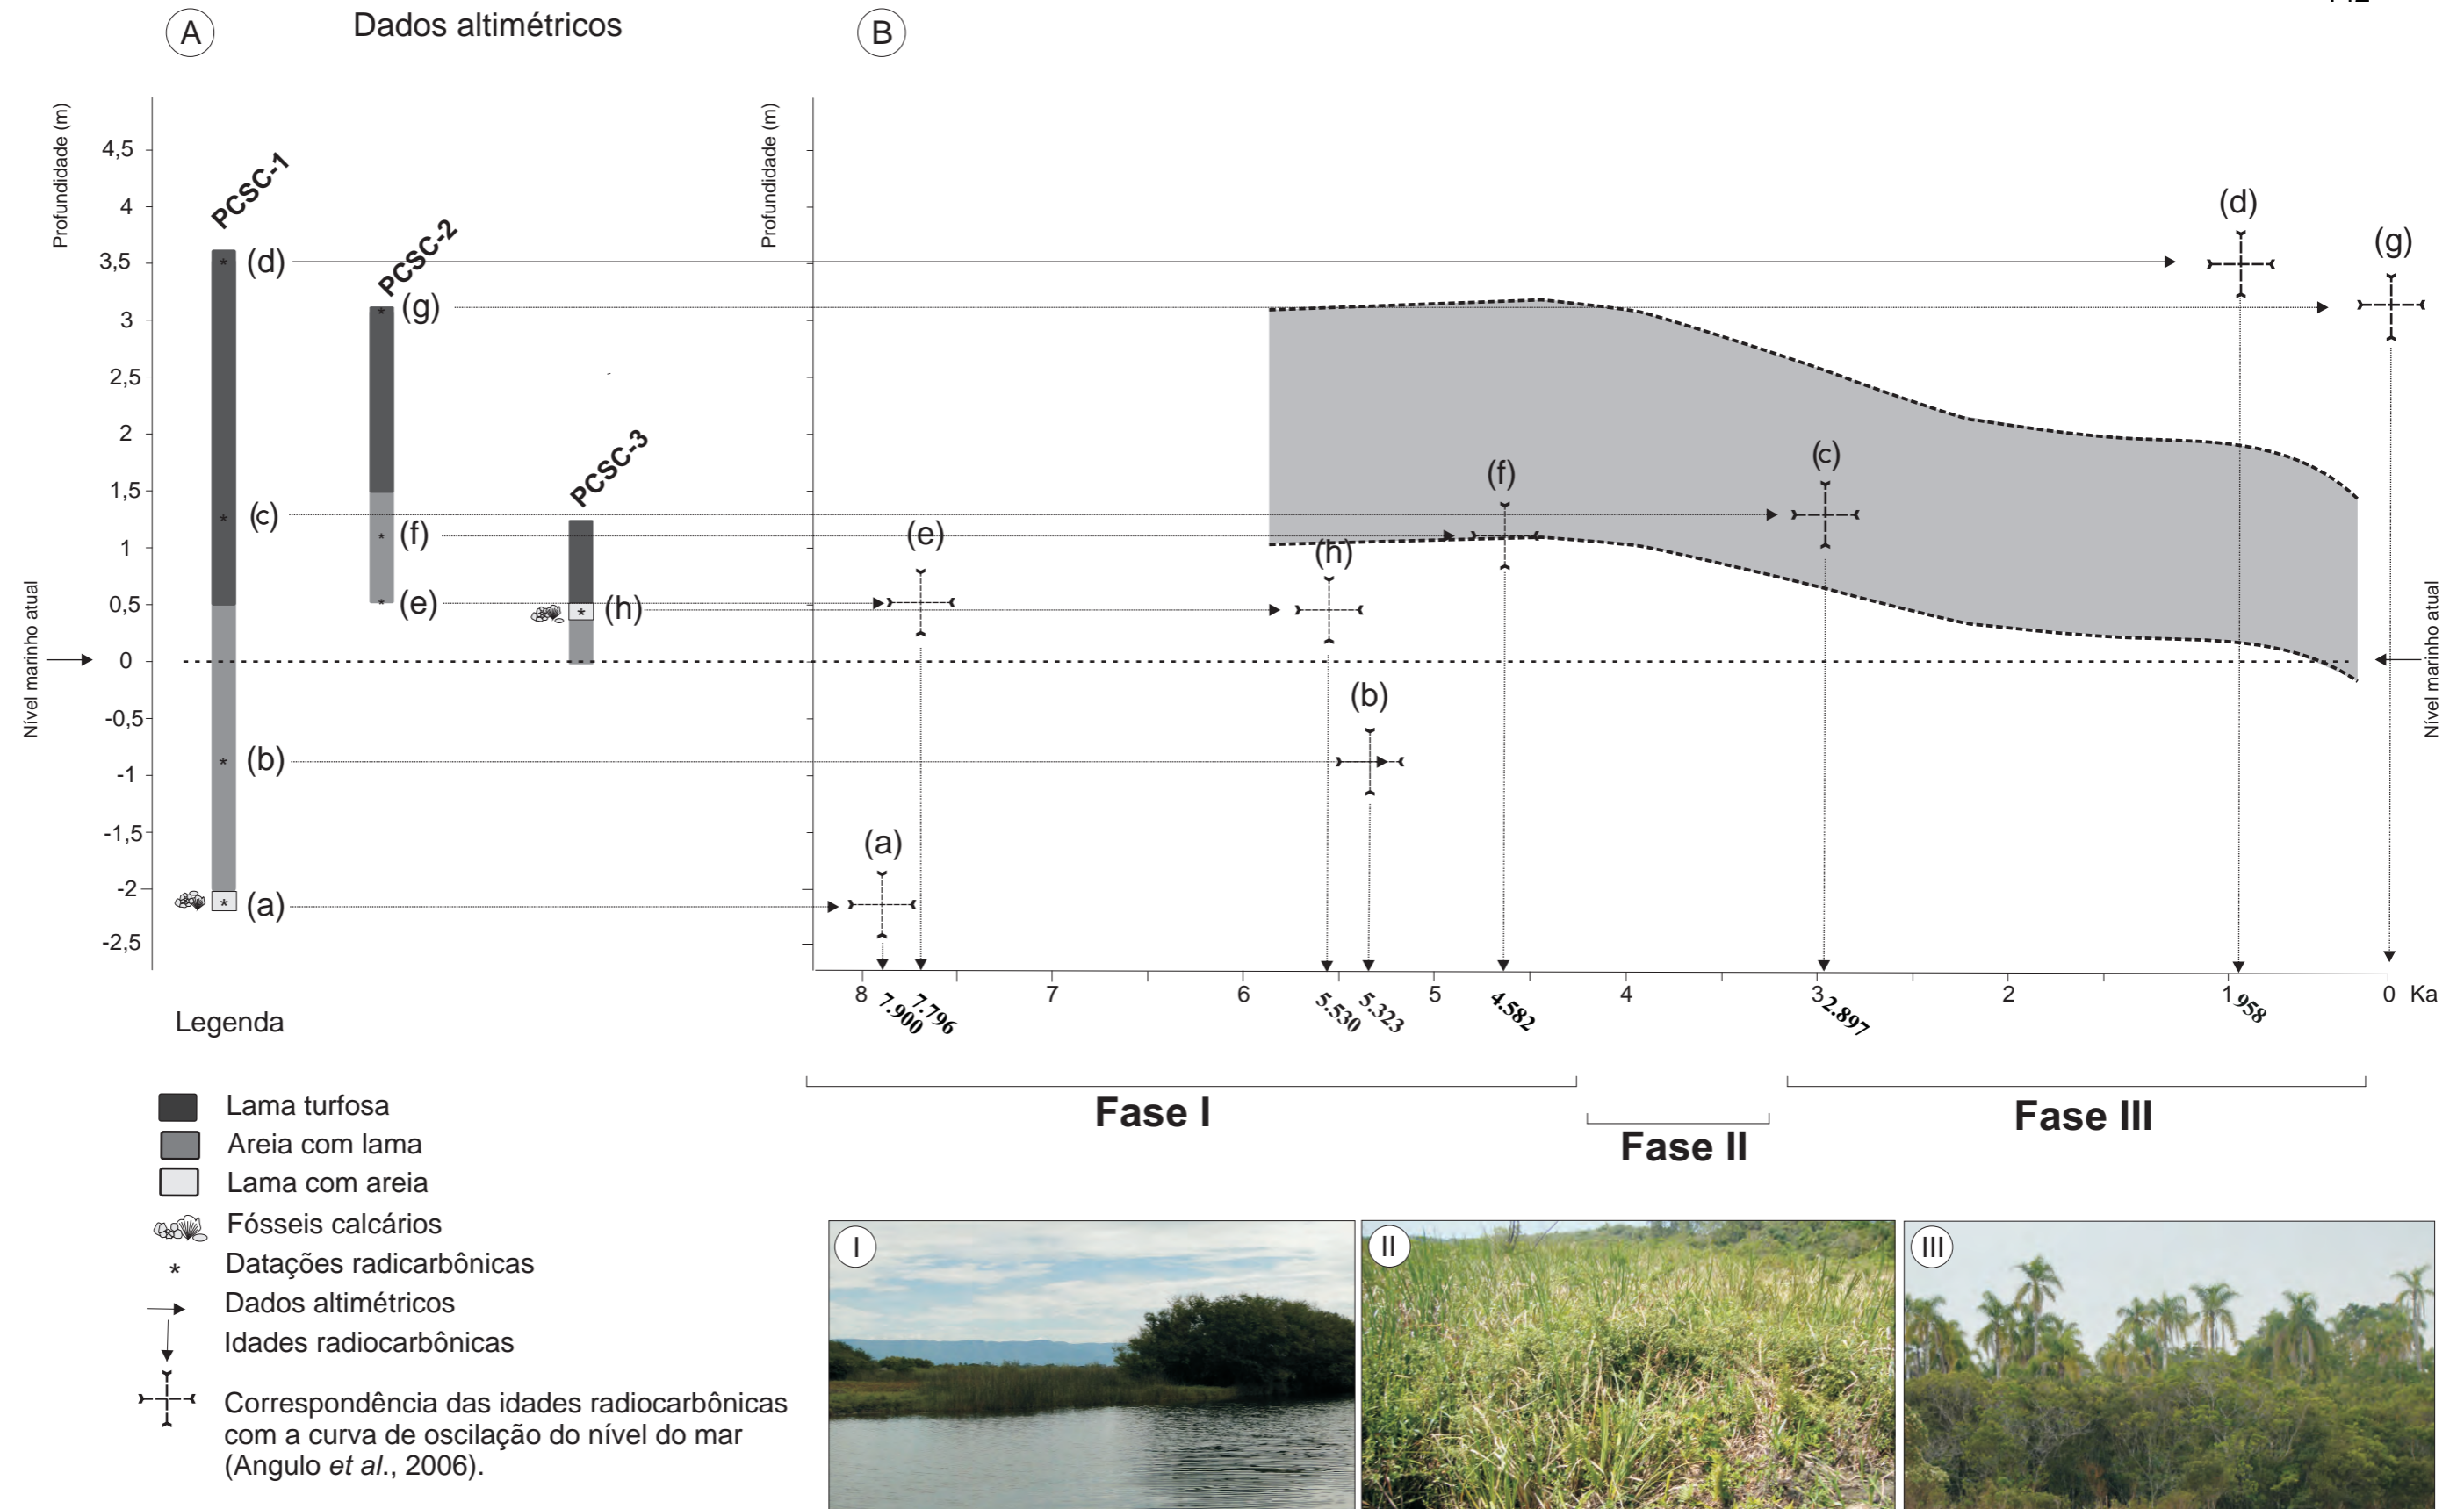 A
Dados altimétricos
B
Profundidade (m)
4,5
4
3,5
3
2,5
2
1,5
1
0,5
0
-0,5
-1
-1,5
-2
-2,5
Nível marinho atual
PCSC-1
(d)
(c)
(b)
(a)
PCSC-2
(g)
(f)
(e)
PCSC-3
(h)
Profundidade (m)
(d)
(g)
(c)
(f)
(e)
(h)
(b)
(a)
Nível marinho atual
8
7
6
5
4
3
2
1
0
Ka
7.900
7.796
5.530
5.323
4.582
2.897
958
Fase I
Fase II
Fase III
Legenda
Lama turfosa
Areia com lama
Lama com areia
Fósseis calcários
* Datações radicarbônicas
Dados altimétricos
Idades radiocarbônicas
Correspondência das idades radiocarbônicas
com a curva de oscilação do nível do mar
(Angulo et al., 2006).
I
II
III